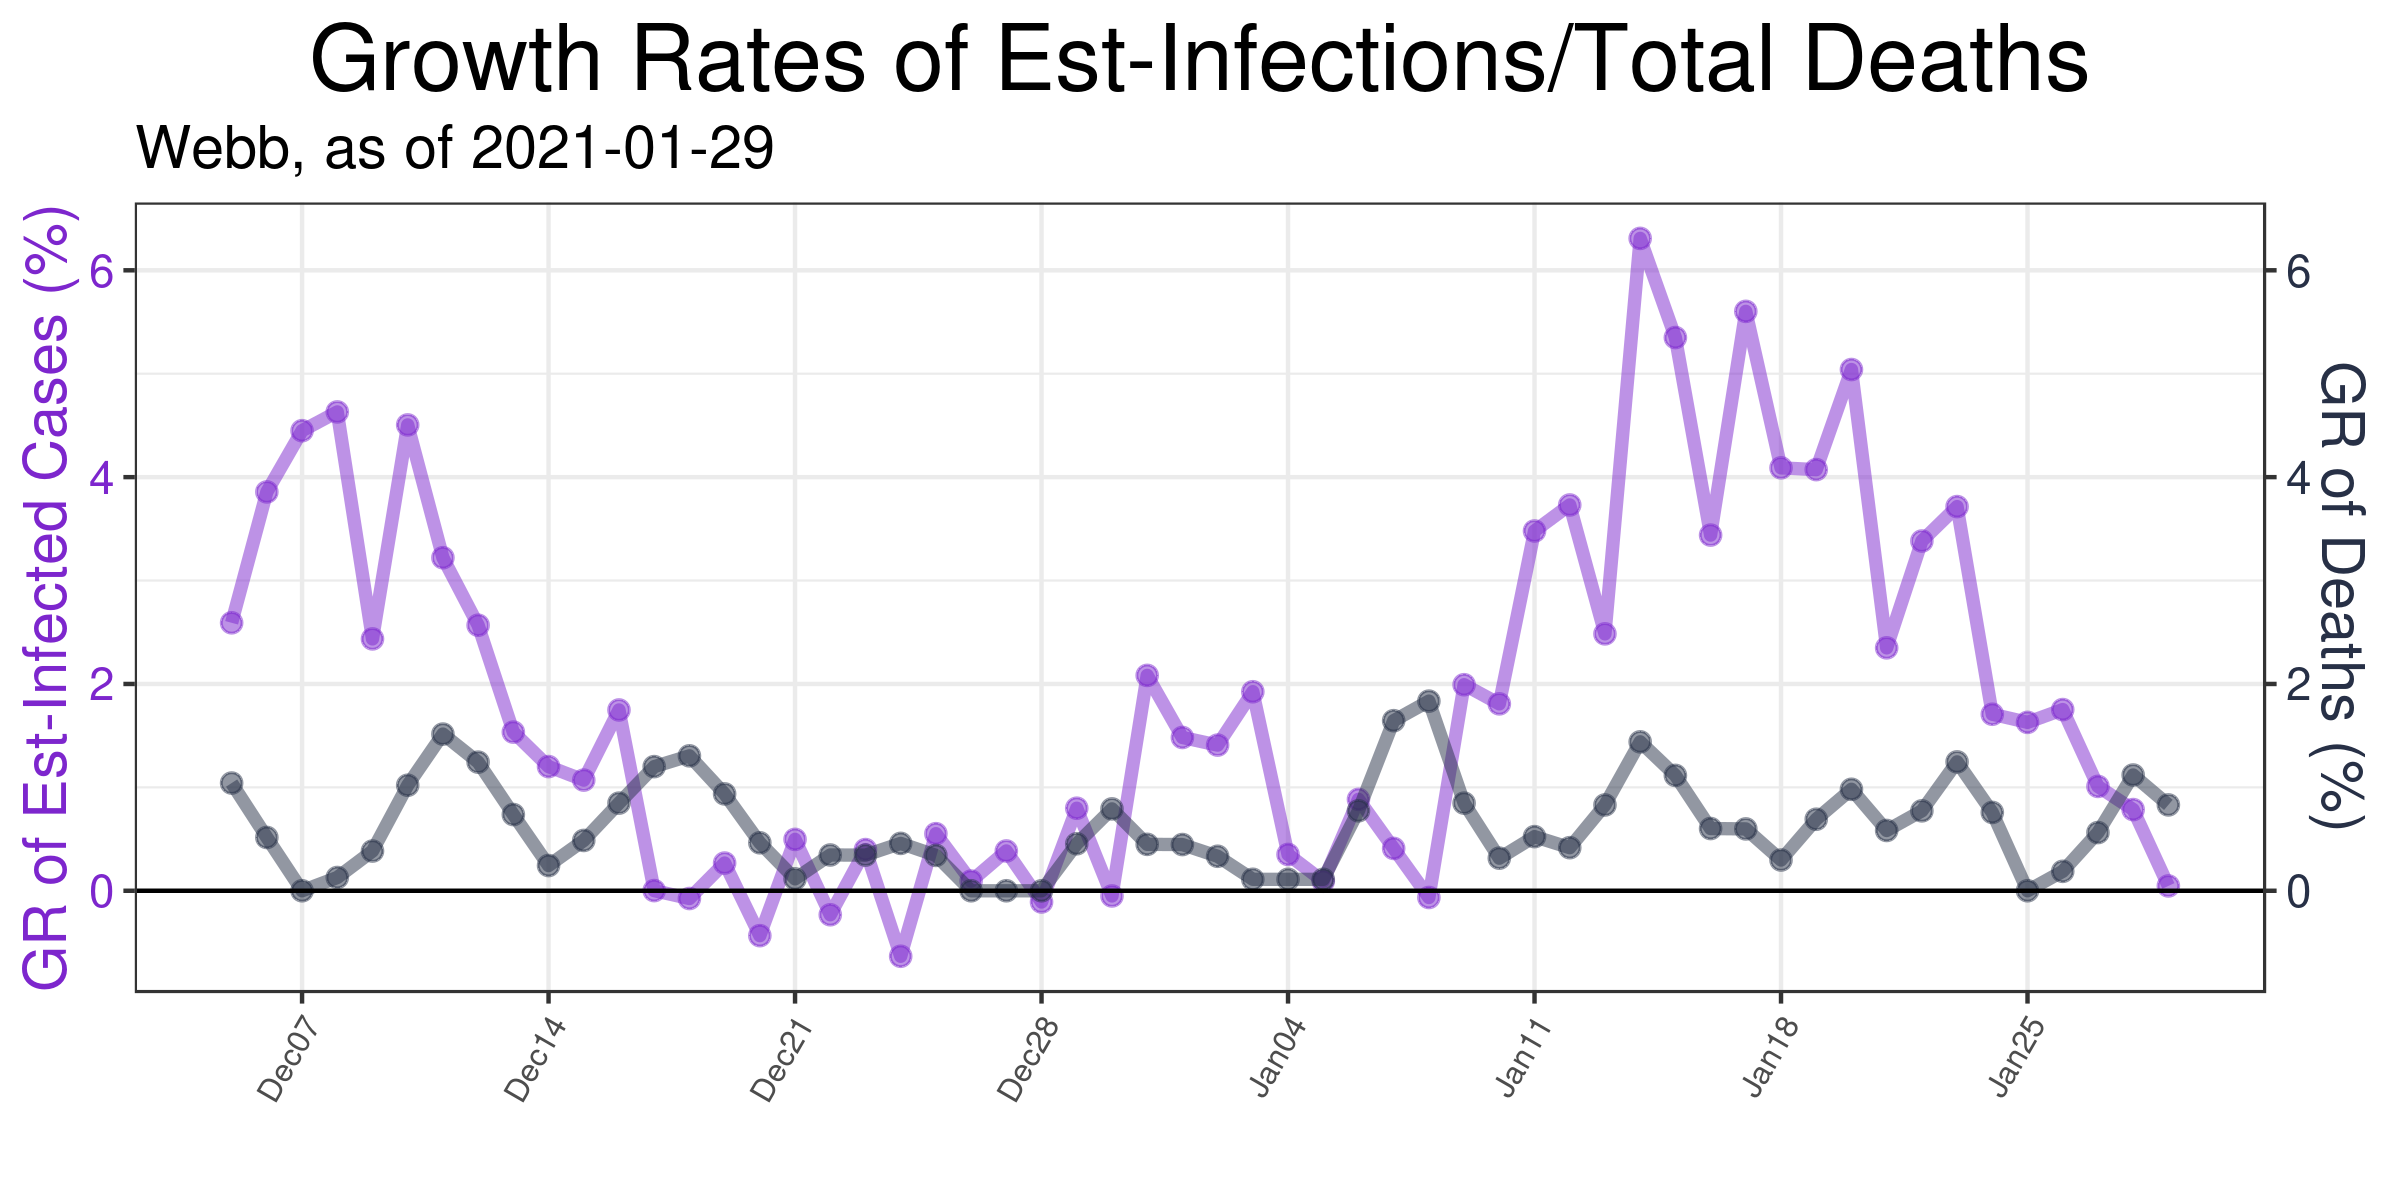 Growth Rates of Est-Infections/Total Deaths
Webb, as of 2021-01-29
GR of Est-Infected Cases (%)
6
4
2
0
6
4
2
0
GR of Deaths (%)
Dec07
Dec14
Dec21
Dec28
Jan04
Jan11
Jan18
Jan25